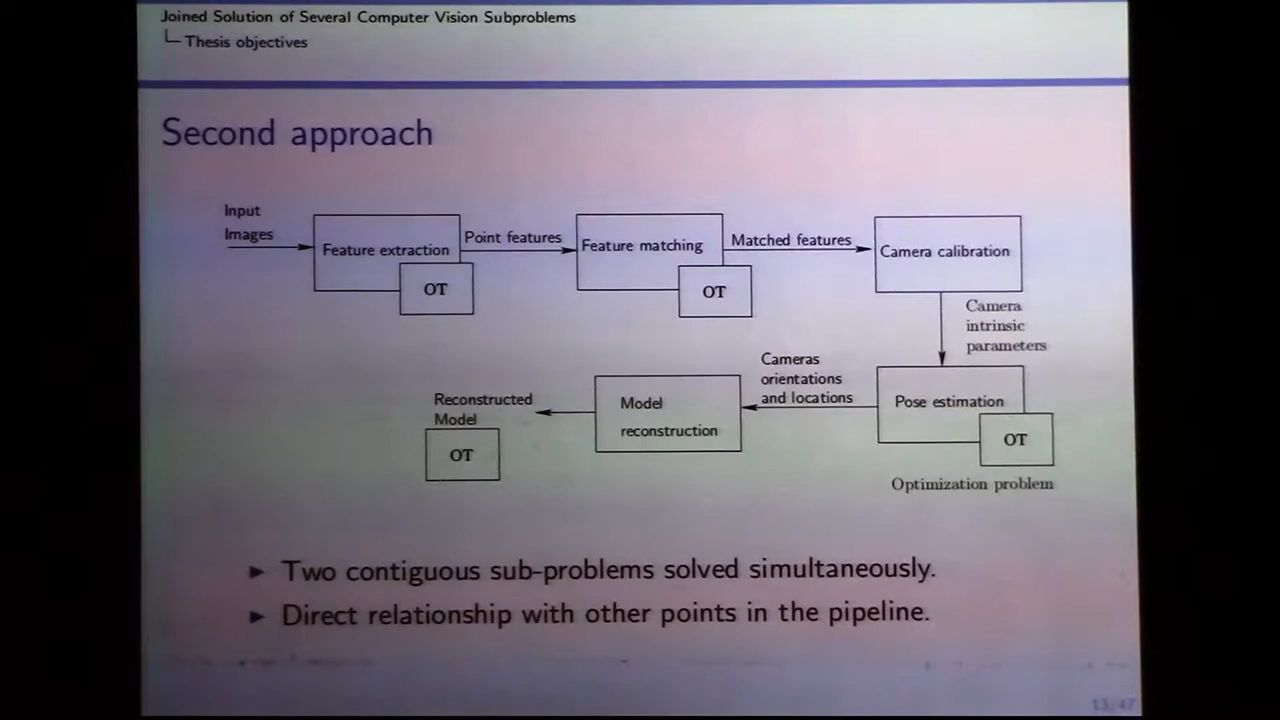 Joined Solution of Several Computer Vision Subproblems
Thesis objectives
Second approach
Input
Images
Feature extraction
OT
Point features
Feature matching
OT
Matched features
Camera calibration
Camera
intrinsic
parameters
Pose estimation
OT
Optimization problem
Cameras
orientations
and locations
Model
reconstruction
Reconstructed
Model
OT
Two contiguous sub-problems solved simultaneously.
Direct relationship with other points in the pipeline.
13/47